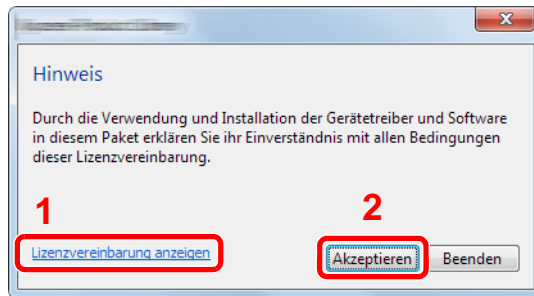 Hinweis
Durch die Verwendung und Installation der Gerätetreiber und Software
in diesem Paket erklären Sie ihr Einverständnis mit allen Bedingungen
dieser Lizenzvereinbarung.
1
2
Lizenzvereinbarung anzeigen
Akzeptieren
Beenden